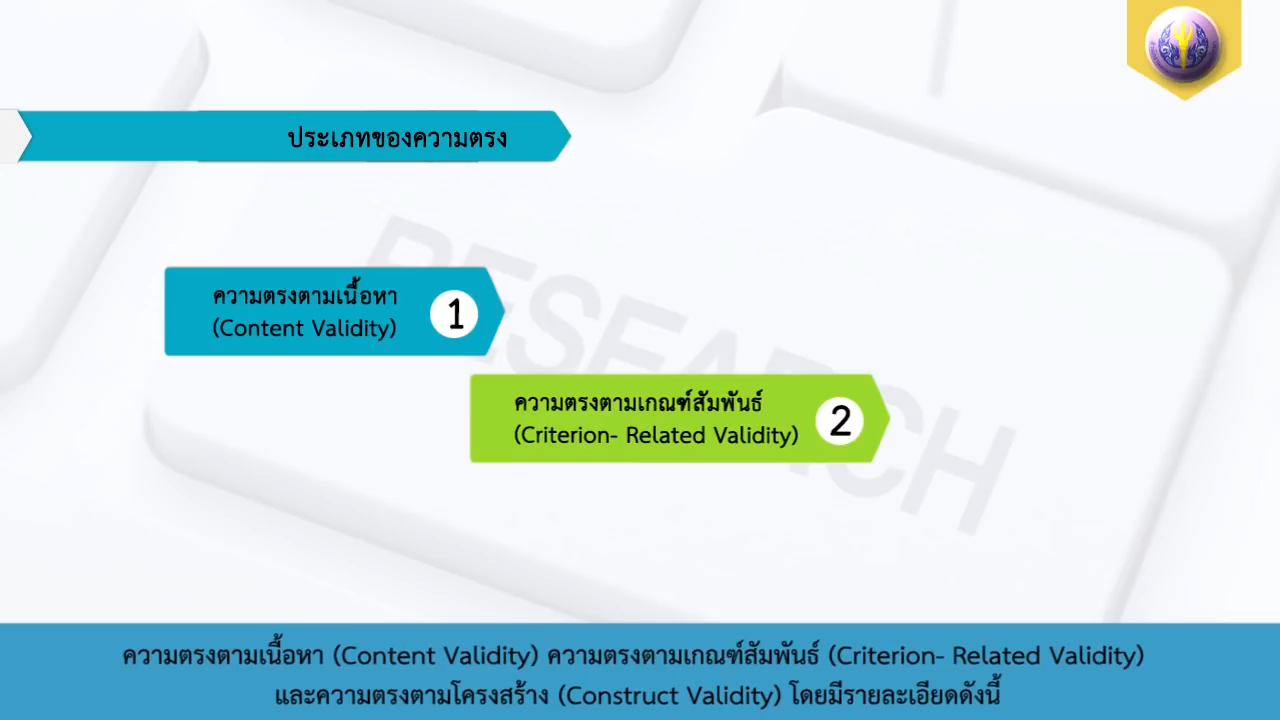 ประเภทของความตรง
ความตรงตามเนื้อหา
(Content Validity)
1
ความตรงตามเกณฑ์สัมพันธ์
(Criterion- Related Validity)
2
RESEARCH
ความตรงตามเนื้อหา (Content Validity) ความตรงตามเกณฑ์สัมพันธ์ (Criterion- Related Validity)
และความตรงตามโครงสร้าง (Construct Validity) โดยมีรายละเอียดดังนี้